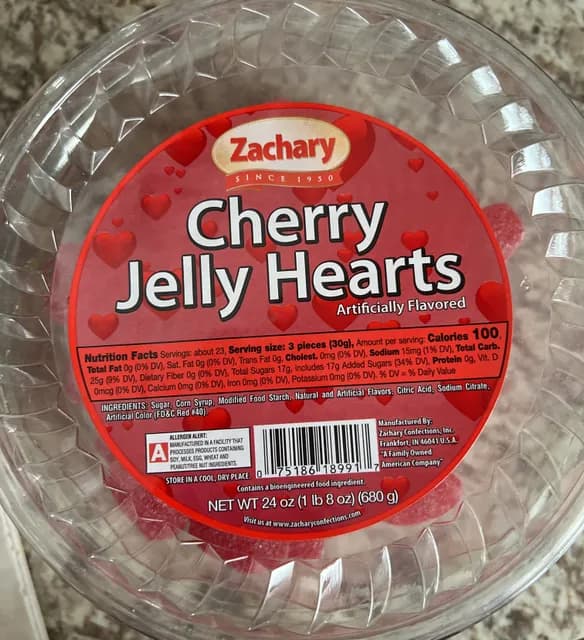 Zachary
SINCE 1950
Cherry
Jelly Hearts
Artificially Flavored
Nutrition Facts Servings: about 23, Serving size: 3 pieces (30g), Amount per serving: Calories 100,
Total Fat 0g (0% DV), Sat. Fat 0g (0% DV), Trans Fat 0g, Cholest. 0mg (0% DV), Sodium 15mg (1% DV), Total Carb.
25g (9% DV), Dietary Fiber 0g (0% DV), Total Sugars 17g, includes 17g Added Sugars (34% DV), Protein 0g, Vit. D
0mcg (0% DV), Calcium 0mg (0% DV), Iron 0mg (0% DV), Potassium 0mg (0% DV). % DV = % Daily Value
INGREDIENTS: Sugar, Corn Syrup, Modified Food Starch, Natural and Artificial Flavors, Citric Acid, Sodium Citrate,
Artificial Color (FD&C Red #40).
A
ALLERGEN ALERT:
MANUFACTURED IN A FACILITY THAT
PROCESSES PRODUCTS CONTAINING
SOY, MILK, EGG, WHEAT AND
PEANUT/TREE NUT INGREDIENTS.
STORE IN A COOL, DRY PLACE
0 75186 18991 7
Manufactured By:
Zachary Confections, Inc.
Frankfort, IN 46041 U.S.A.
"A Family Owned
American Company"
Contains a bioengineered food ingredient.
NET WT 24 oz (1 lb 8 oz) (680 g)
Visit us at www.zacharyconfections.com